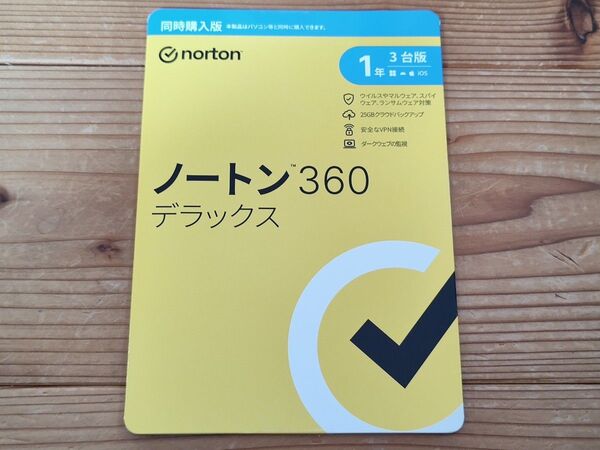 同時購入版 本製品はパソコン等と同時に購入できます。
norton
1年 3台版
iOS
ウイルスやマルウェア、スパイ
ウェア、ランサムウェア対策
25GBクラウドバックアップ
安全なVPN接続
ダークウェブの監視
ノートン™ 360
デラックス